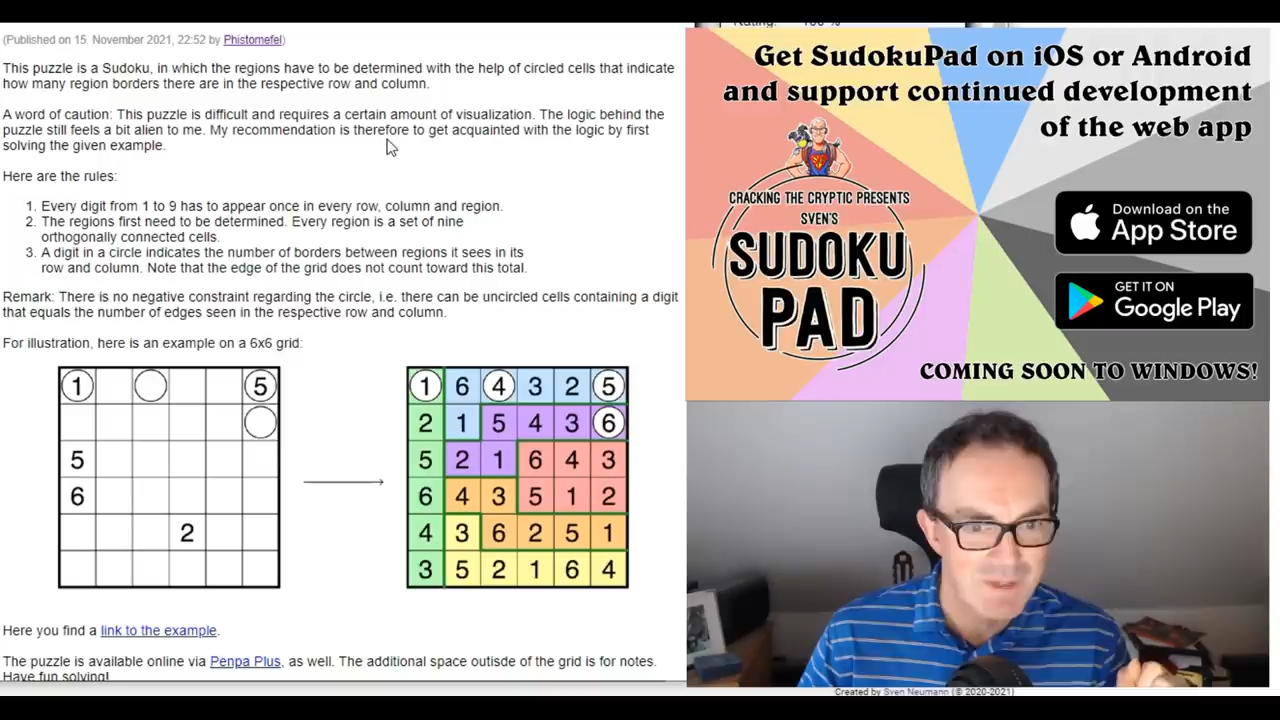 (Published on 15. November 2021, 22:52 by Phistomefel)
This puzzle is a Sudoku, in which the regions have to be determined with the help of circled cells that indicate
how many region borders there are in the respective row and column.
A word of caution: This puzzle is difficult and requires a certain amount of visualization. The logic behind the
puzzle still feels a bit alien to me. My recommendation is therefore to get acquainted with the logic by first
solving the given example.
Here are the rules:
1. Every digit from 1 to 9 has to appear once in every row, column and region.
2. The regions first need to be determined. Every region is a set of nine
orthogonally connected cells.
3. A digit in a circle indicates the number of borders between regions it sees in its
row and column. Note that the edge of the grid does not count toward this total.
Remark: There is no negative constraint regarding the circle, i.e. there can be uncircled cells containing a digit
that equals the number of edges seen in the respective row and column.
For illustration, here is an example on a 6x6 grid:
1 5
5
6
2
1 6 4 3 2 5
2 1 5 4 3 6
5 2 1 6 4 3
6 4 3 5 1 2
4 3 6 2 5 1
3 5 2 1 6 4
Here you find a link to the example.
The puzzle is available online via Penpa Plus, as well. The additional space outisde of the grid is for notes.
Have fun solving!
Get SudokuPad on iOS or Android
and support continued development
of the web app
CRACKING THE CRYPTIC PRESENTS
SVEN'S
SUDOKU
PAD
Download on the
App Store
GET IT ON
Google Play
COMING SOON TO WINDOWS!
Created by Sven Neumann (© 2020-2021)